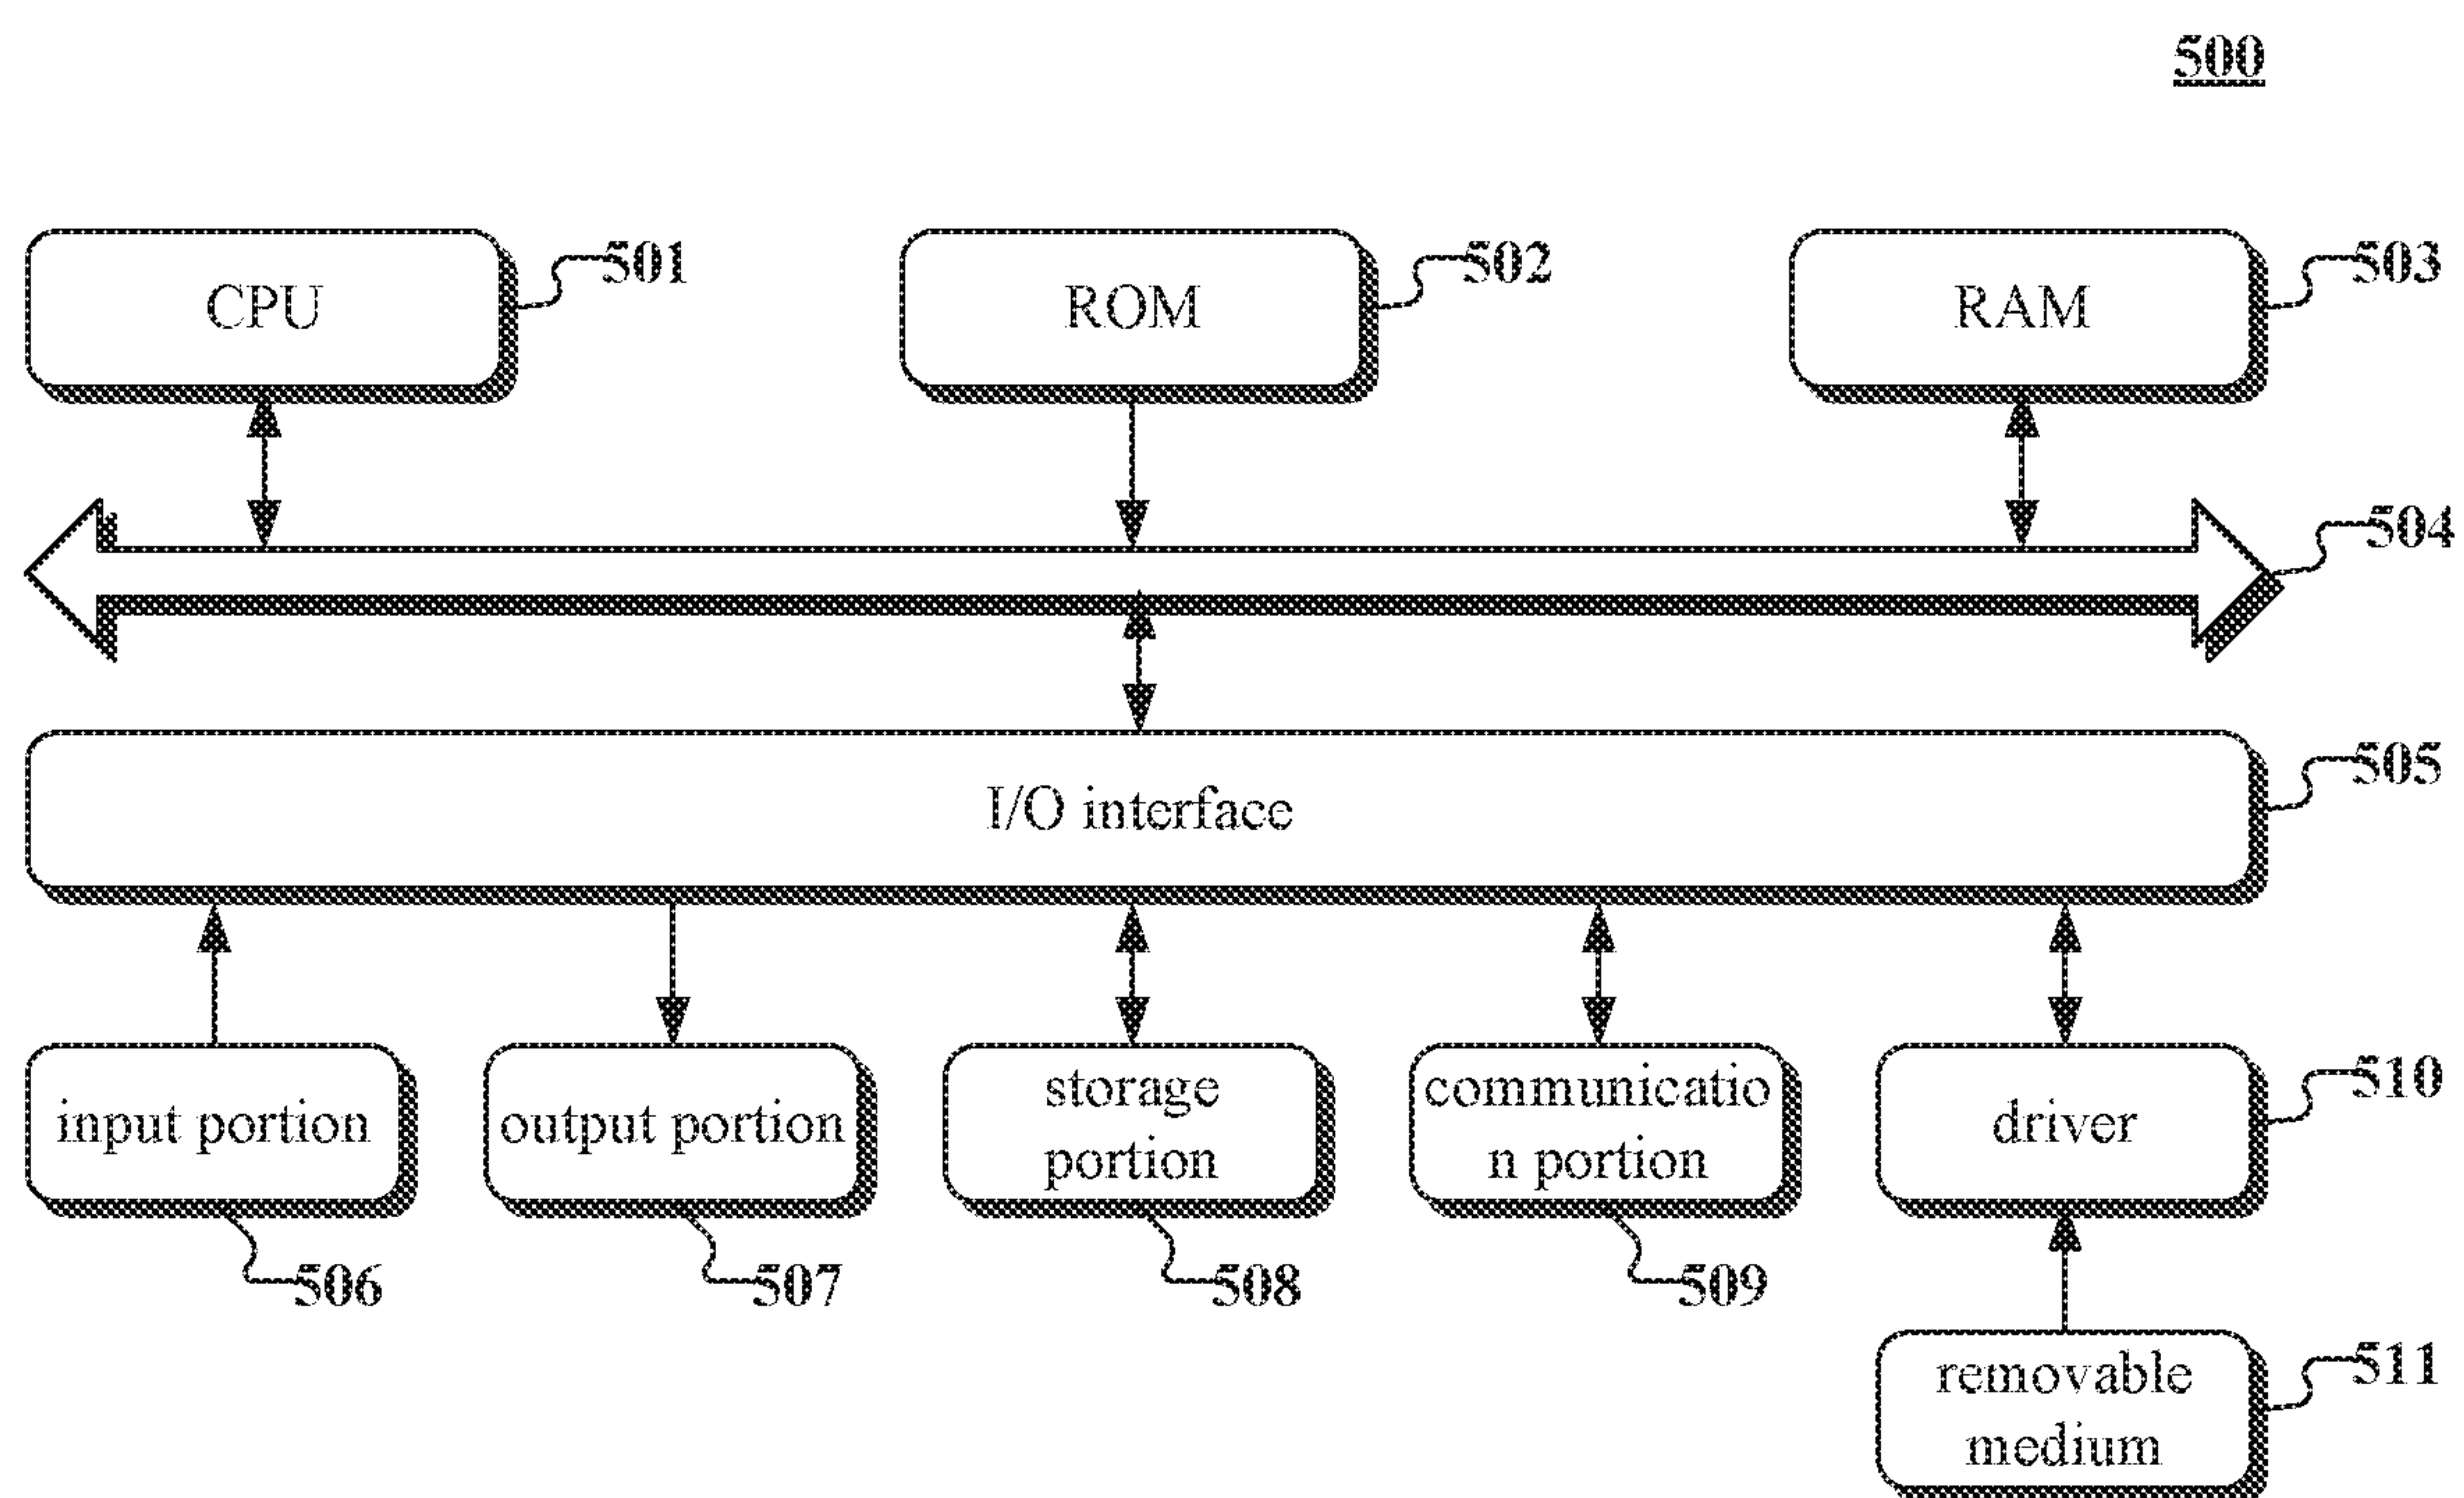 500
CPU
501
ROM
502
RAM
503
504
I/O interface
505
input portion
506
output portion
507
storage
portion
508
communicatio
n portion
509
driver
510
removable
medium
511